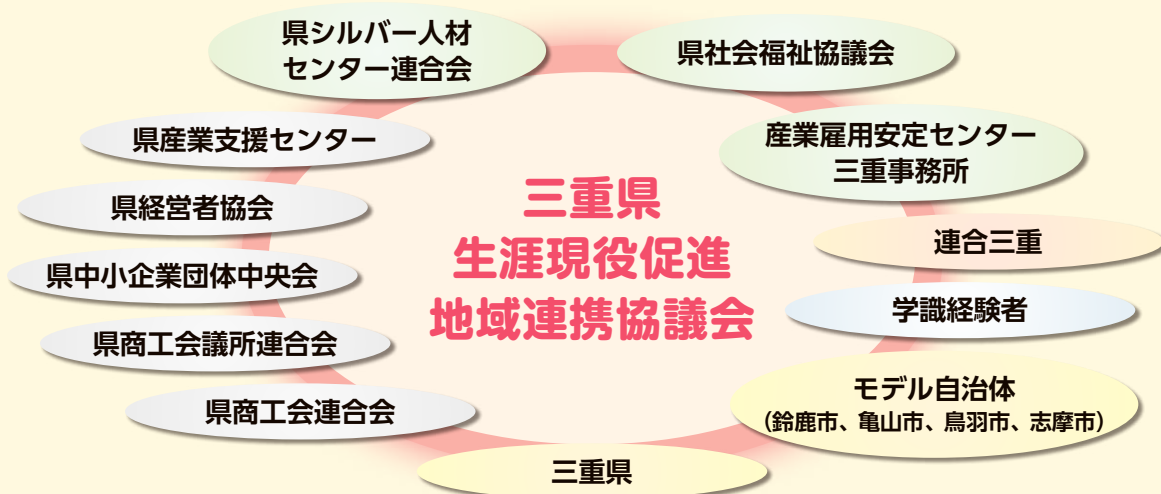 県シルバー人材
センター連合会
県社会福祉協議会
県産業支援センター
産業雇用安定センター
三重事務所
県経営者協会
三重県
生涯現役促進
地域連携協議会
連合三重
県中小企業団体中央会
学識経験者
県商工会議所連合会
モデル自治体
（鈴鹿市、亀山市、鳥羽市、志摩市）
県商工会連合会
三重県